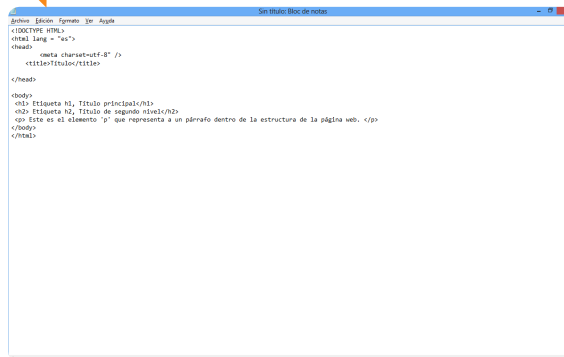 Sin título: Bloc de notas
Archivo Edición Formato Ver Ayuda
<!DOCTYPE HTML>
<html lang = "es">
<head>
<meta charset=utf-8" />
<title>Título</title>
</head>
<body>
<h1> Etiqueta h1, Título principal</h1>
<h2> Etiqueta h2, Título de segundo nivel</h2>
<p> Este es el elemento "p" que representa a un párrafo dentro de la estructura de la página web. </p>
</body>
</html>